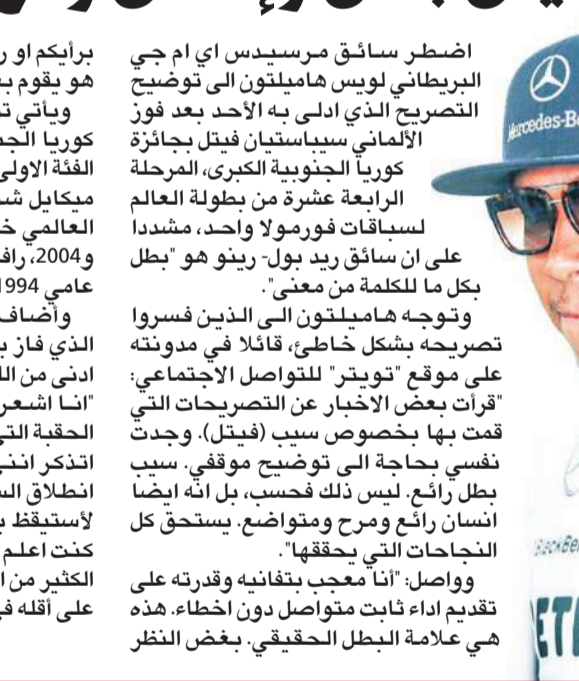 اضطر سائق مرسيدس اي ام جي
البريطاني لويس هاميلتون الى توضيح
التصريح الذي ادلى به الأحد بعد فوز
الألماني سيباستيان فيتل بجائزة
كوريا الجنوبية الكبرى، المرحلة
الرابعة عشرة من بطولة العالم
لسباقات فورمولا واحد، مشددا
على ان سائق ريد بول- رينو هو "بطل
بكل ما للكلمة من معنى".
وتوجه هاميلتون الى الذين فسروا
تصريحه بشكل خاطئ، قائلا في مدونته
على موقع "تويتر" للتواصل الاجتماعي:
"قرأت بعض الاخبار عن التصريحات التي
قمت بها بخصوص سيب (فيتل). وجدت
نفسي بحاجة الى توضيح موقفي. سيب
بطل رائع. ليس ذلك فحسب، بل انه ايضا
انسان رائع ومرح ومتواضع. يستحق كل
النجاحات التي يحققها".
وواصل: "أنا معجب بتفانيه وقدرته على
تقديم اداء ثابت متواصل دون اخطاء. هذه
هي علامة البطل الحقيقي. بغض النظر
برأيكم او
هو يقوم
ويأتي
كوريا
الفئة الاولى
ميكايل
العالمي
و2004،
عامي 1994
وأضاف
الذي فاز
ادنى من
"انا اشعر
الحقبة
اتذكر
انطلاق
لأستيقظ
كنت اعلم
الكثير من
على أقله
Mercedes-Be